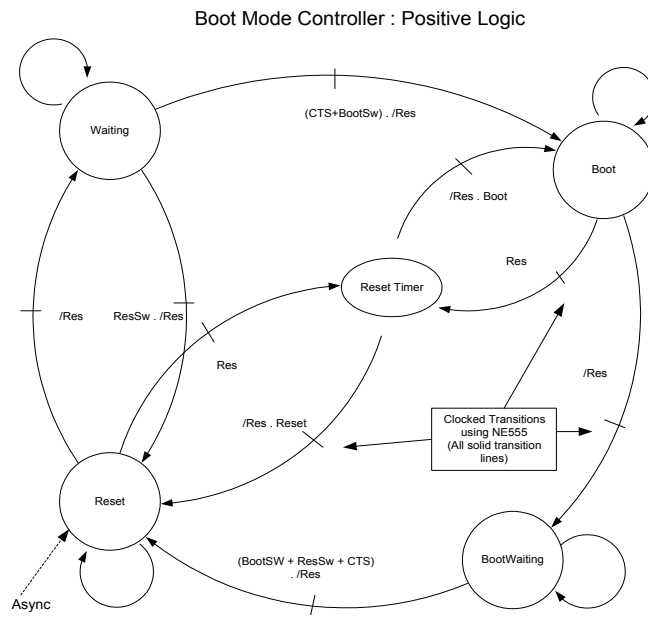 Boot Mode Controller : Positive Logic
Waiting
(CTS+BootSw) . /Res
Boot
/Res . Boot
Res
Reset Timer
/Res
ResSw . /Res
Res
/Res
/Res . Reset
Clocked Transitions
using NE555
(All solid transition
lines)
Reset
BootWaiting
(BootSW + ResSw + CTS)
. /Res
Async